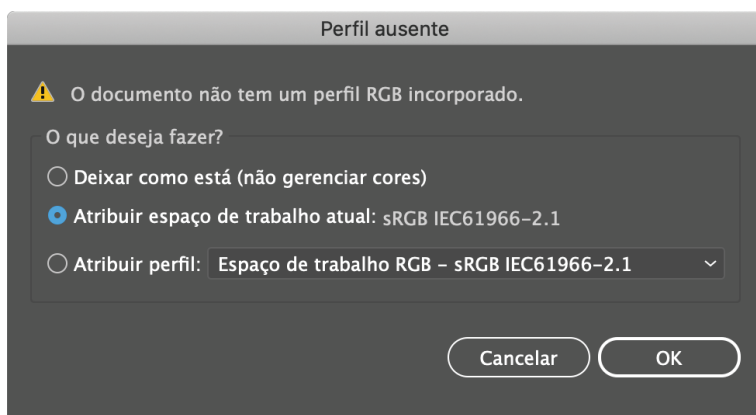 Perfil ausente
O documento não tem um perfil RGB incorporado.
O que deseja fazer?
Deixar como está (não gerenciar cores)
Atribuir espaço de trabalho atual: sRGB IEC61966-2.1
Atribuir perfil: Espaço de trabalho RGB – sRGB IEC61966-2.1
Cancelar OK